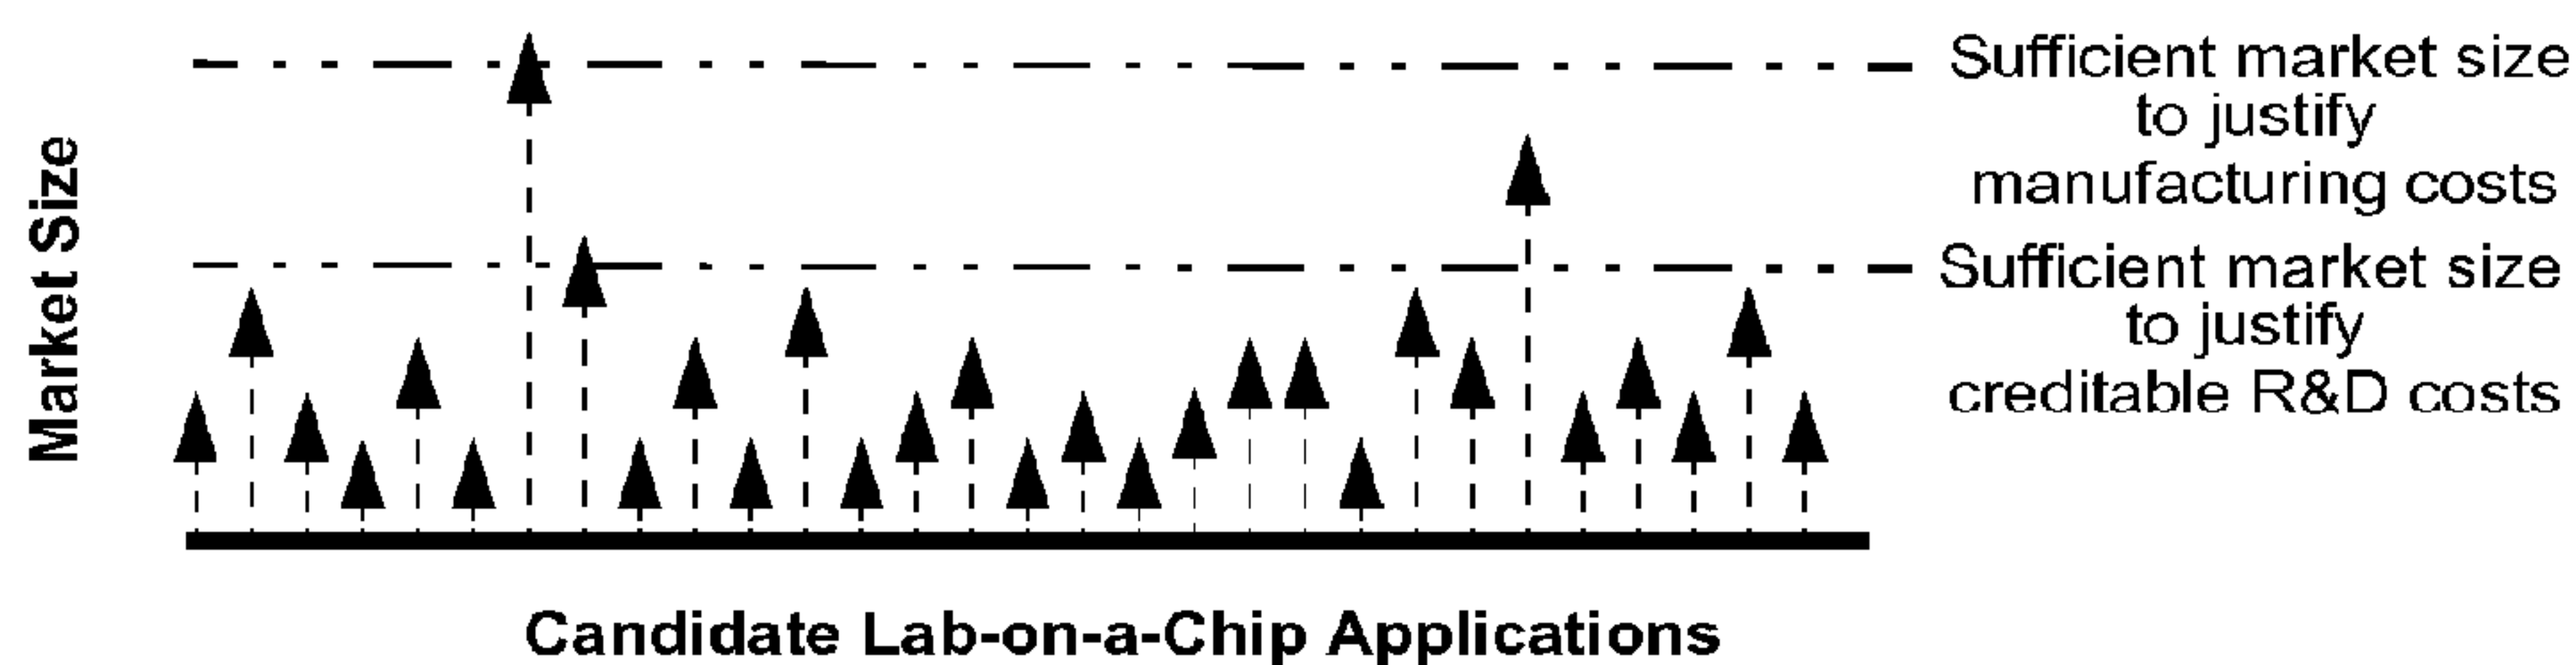 Market Size
Sufficient market size
to justify
manufacturing costs
Sufficient market size
to justify
creditable R&D costs
Candidate Lab-on-a-Chip Applications